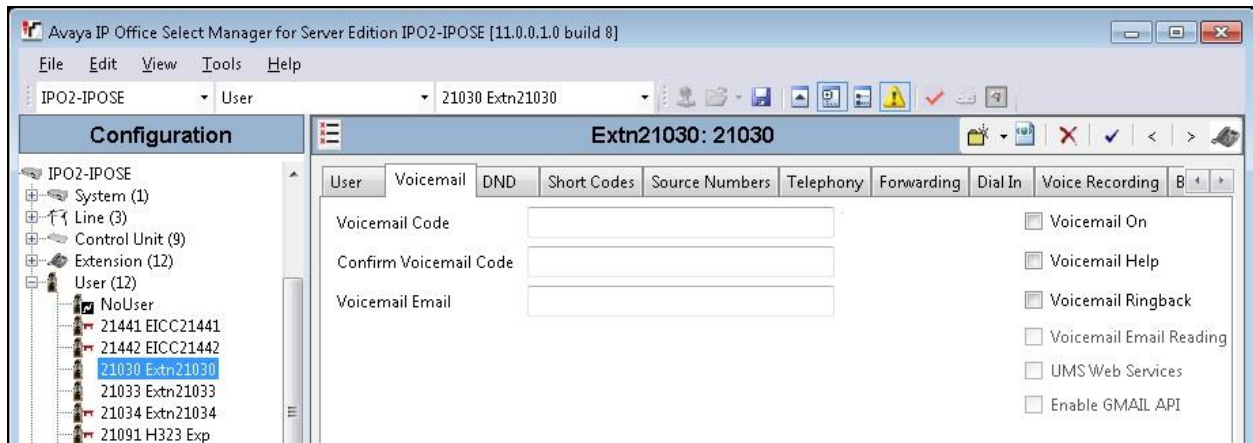 Avaya IP Office Select Manager for Server Edition IPO2-IPOSE [11.0.0.1.0 build 8]
File Edit View Tools Help
IPO2-IPOSE User 21030 Extn21030
Configuration
Extn21030: 21030
IPO2-IPOSE
System (1)
Line (3)
Control Unit (9)
Extension (12)
User (12)
NoUser
21441 EICC21441
21442 EICC21442
21030 Extn21030
21033 Extn21033
21034 Extn21034
21091 H323 Exp
User Voicemail DND Short Codes Source Numbers Telephony Forwarding Dial In Voice Recording B
Voicemail Code
Confirm Voicemail Code
Voicemail Email
Voicemail On
Voicemail Help
Voicemail Ringback
Voicemail Email Reading
UMS Web Services
Enable GMAIL API